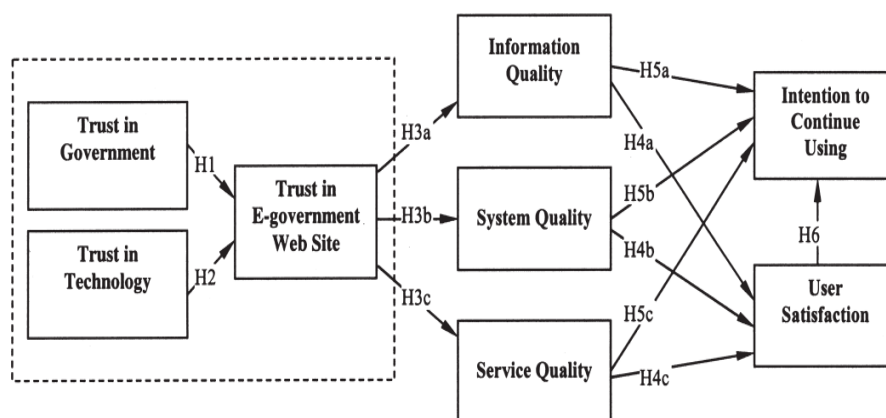 Trust in
Government
Trust in
Technology
H1
H2
Trust in
E-government
Web Site
H3a
H3b
H3c
Information
Quality
System Quality
Service Quality
H5a
H4a
H5b
H4b
H5c
H4c
Intention to
Continue
Using
H6
User
Satisfaction